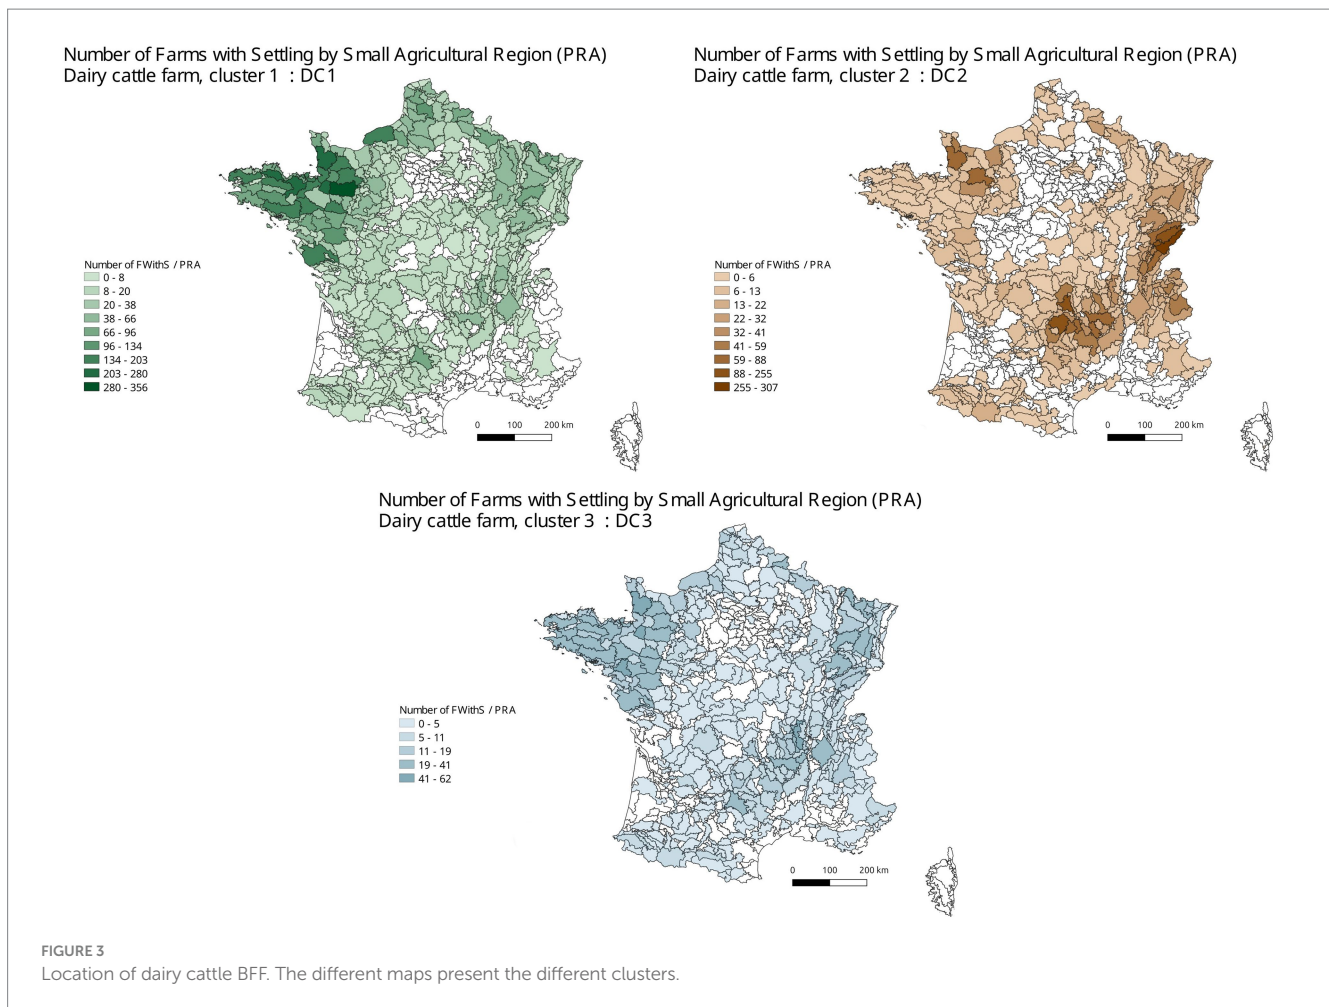 Number of Farms with Settling by Small Agricultural Region (PRA)
Dairy cattle farm, cluster 1 : DC1
Number of FWithS / PRA
0 - 8
8 - 20
20 - 38
38 - 66
66 - 96
96 - 134
134 - 203
203 - 280
280 - 356
0 100 200 km
Number of Farms with Settling by Small Agricultural Region (PRA)
Dairy cattle farm, cluster 2 : DC2
Number of FWithS / PRA
0 - 6
6 - 13
13 - 22
22 - 32
32 - 41
41 - 59
59 - 88
88 - 255
255 - 307
0 100 200 km
Number of Farms with Settling by Small Agricultural Region (PRA)
Dairy cattle farm, cluster 3 : DC3
Number of FWithS / PRA
0 - 5
5 - 11
11 - 19
19 - 41
41 - 62
0 100 200 km
FIGURE 3
Location of dairy cattle BFF. The different maps present the different clusters.